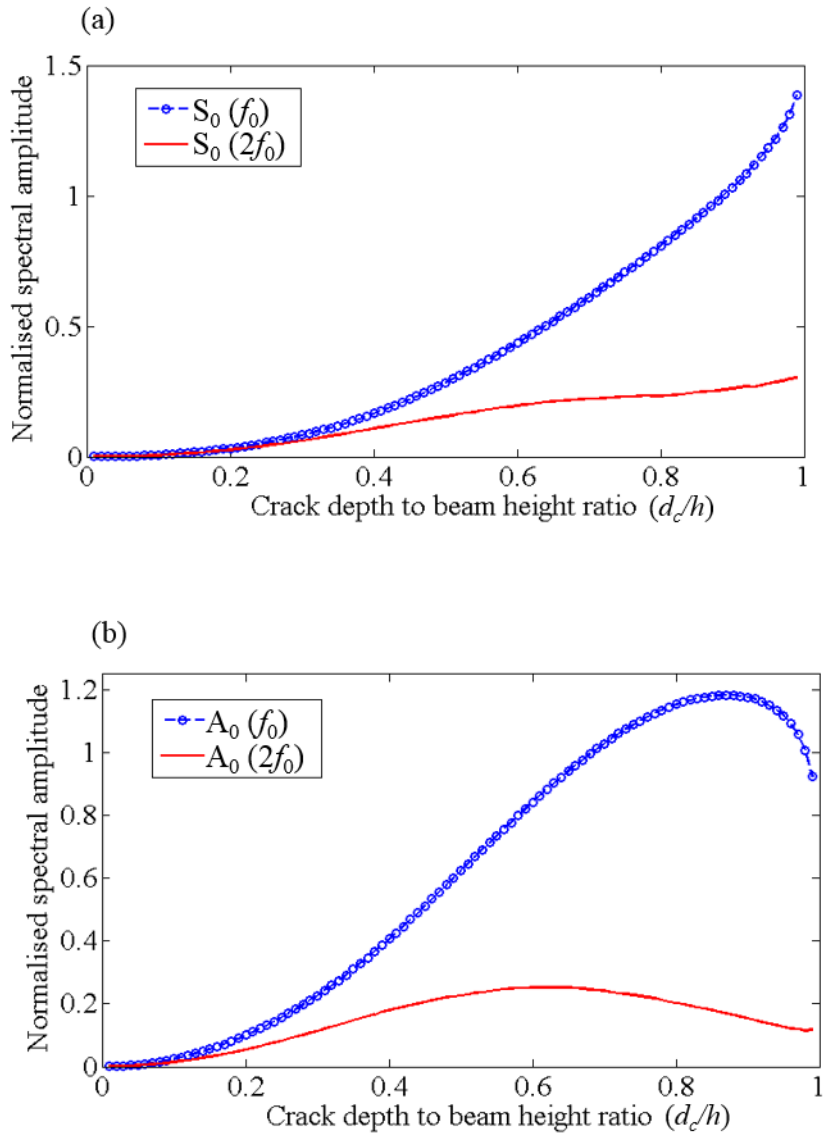 (a)
1.5
1
0.5
0
S₀ (f₀)
S₀ (2f₀)
Normalised spectral amplitude
0 0.2 0.4 0.6 0.8 1
Crack depth to beam height ratio (d_c/h)
(b)
1.2
1
0.8
0.6
0.4
0.2
0
A₀ (f₀)
A₀ (2f₀)
Normalised spectral amplitude
0 0.2 0.4 0.6 0.8 1
Crack depth to beam height ratio (d_c/h)